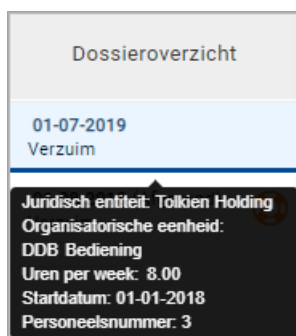 Dossieroverzicht
01-07-2019
Verzuim
Juridisch entiteit: Tolkien Holding
Organisatorische eenheid:
DDB Bediening
Uren per week: 8.00
Startdatum: 01-01-2018
Personeelsnummer: 3